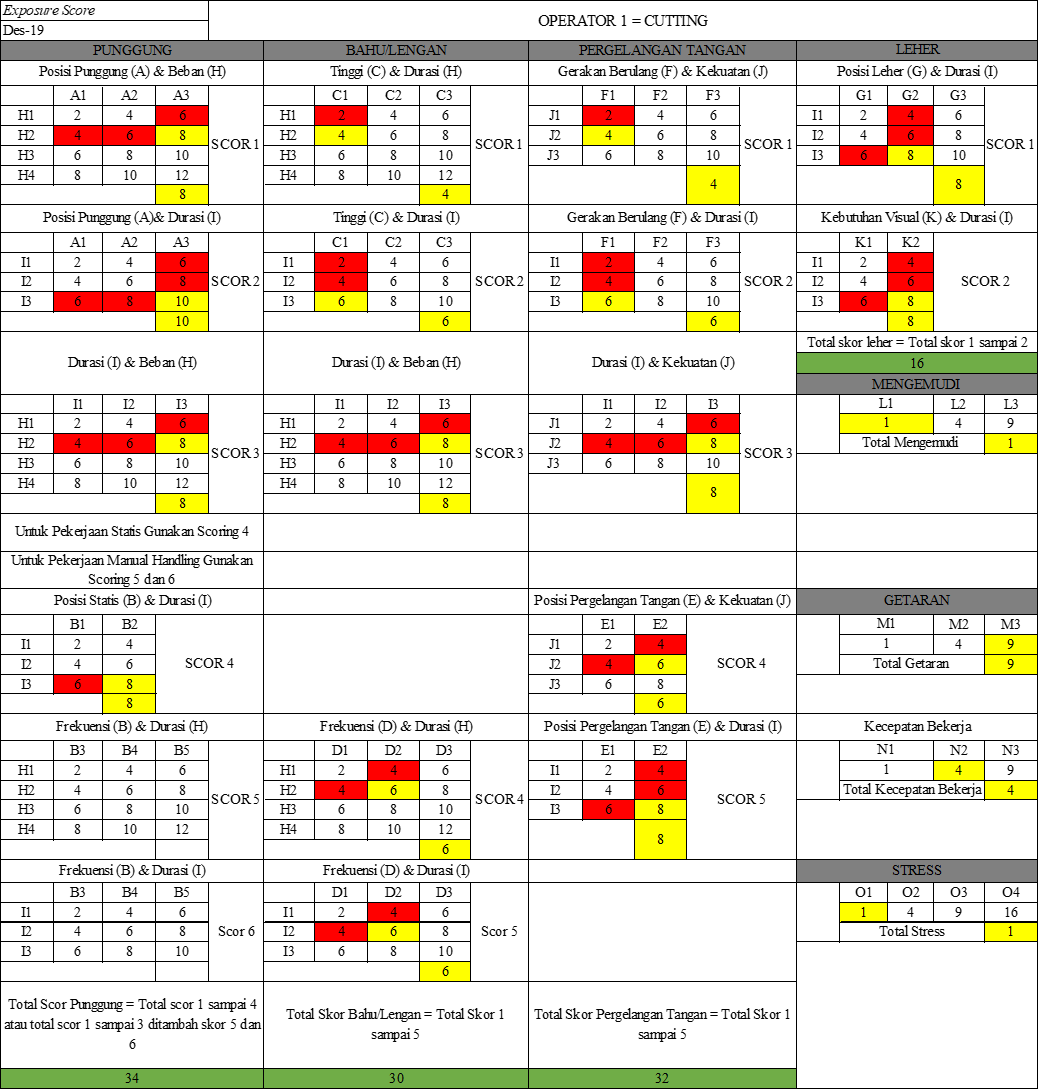 Exposure Score
Des-19
OPERATOR 1 = CUTTING
PUNGGUNG BAHU/LENGAN PERGELANGAN TANGAN LEHER
Posisi Punggung (A) & Beban (H) Tinggi (C) & Durasi (H) Gerakan Berulang (F) & Kekuatan (J) Posisi Leher (G) & Durasi (I)
A1 A2 A3 C1 C2 C3 F1 F2 F3 G1 G2 G3
H1 2 4 6 H1 2 4 6 J1 2 4 6 I1 2 4 6
H2 4 6 8 H2 4 6 8 J2 4 6 8 I2 4 6 8
SCOR 1 SCOR 1 SCOR 1 SCOR 1
H3 6 8 10 H3 6 8 10 J3 6 8 10 I3 6 8 10
H4 8 10 12 H4 8 10 12
8 4 4 8
Posisi Punggung (A)& Durasi (I) Tinggi (C) & Durasi (I) Gerakan Berulang (F) & Durasi (I) Kebutuhan Visual (K) & Durasi (I)
A1 A2 A3 C1 C2 C3 F1 F2 F3 K1 K2
I1 2 4 6 I1 2 4 6 I1 2 4 6 I1 2 4
I2 4 6 8 SCOR 2 I2 4 6 8 SCOR 2 I2 4 6 8 SCOR 2 I2 4 6 SCOR 2
I3 6 8 10 I3 6 8 10 I3 6 8 10 I3 6 8
10 6 6 8
Total skor leher = Total skor 1 sampai 2
16
Durasi (I) & Beban (H) Durasi (I) & Beban (H) Durasi (I) & Kekuatan (J)
MENGEMUDI
I1 I2 I3 I1 I2 I3 I1 I2 I3 L1 L2 L3
H1 2 4 6 H1 2 4 6 J1 2 4 6 1 4 9
H2 4 6 8 H2 4 6 8 J2 4 6 8 Total Mengemudi 1
SCOR 3 SCOR 3 SCOR 3
H3 6 8 10 H3 6 8 10 J3 6 8 10
H4 8 10 12 H4 8 10 12
8 8 8
Untuk Pekerjaan Statis Gunakan Scoring 4
Untuk Pekerjaan Manual Handling Gunakan
Scoring 5 dan 6
Posisi Statis (B) & Durasi (I) Posisi Pergelangan Tangan (E) & Kekuatan (J) GETARAN
B1 B2 E1 E2 M1 M2 M3
I1 2 4 J1 2 4 1 4 9
I2 4 6 SCOR 4 J2 4 6 SCOR 4 Total Getaran 9
I3 6 8 J3 6 8
8 6
Frekuensi (B) & Durasi (H) Frekuensi (D) & Durasi (H) Posisi Pergelangan Tangan (E) & Durasi (I) Kecepatan Bekerja
B3 B4 B5 D1 D2 D3 E1 E2 N1 N2 N3
H1 2 4 6 H1 2 4 6 I1 2 4 1 4 9
H2 4 6 8 H2 4 6 8 I2 4 6 Total Kecepatan Bekerja 4
SCOR 5 SCOR 4 SCOR 5
H3 6 8 10 H3 6 8 10 I3 6 8
H4 8 10 12 H4 8 10 12
6 8
Frekuensi (B) & Durasi (I) Frekuensi (D) & Durasi (I) STRESS
B3 B4 B5 D1 D2 D3 O1 O2 O3 O4
I1 2 4 6 I1 2 4 6 1 4 9 16
I2 4 6 8 Scor 6 I2 4 6 8 Scor 5 Total Stress 1
I3 6 8 10 I3 6 8 10
6
Total Scor Punggung = Total scor 1 sampai 4
atau total scor 1 sampai 3 ditambah skor 5 dan
6
Total Skor Bahu/Lengan = Total Skor 1
sampai 5
Total Skor Pergelangan Tangan = Total Skor 1
sampai 5
34 30 32